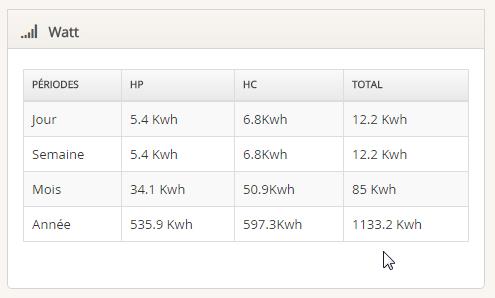 Watt
PÉRIODES HP HC TOTAL
Jour 5.4 Kwh 6.8Kwh 12.2 Kwh
Semaine 5.4 Kwh 6.8Kwh 12.2 Kwh
Mois 34.1 Kwh 50.9Kwh 85 Kwh
Année 535.9 Kwh 597.3Kwh 1133.2 Kwh